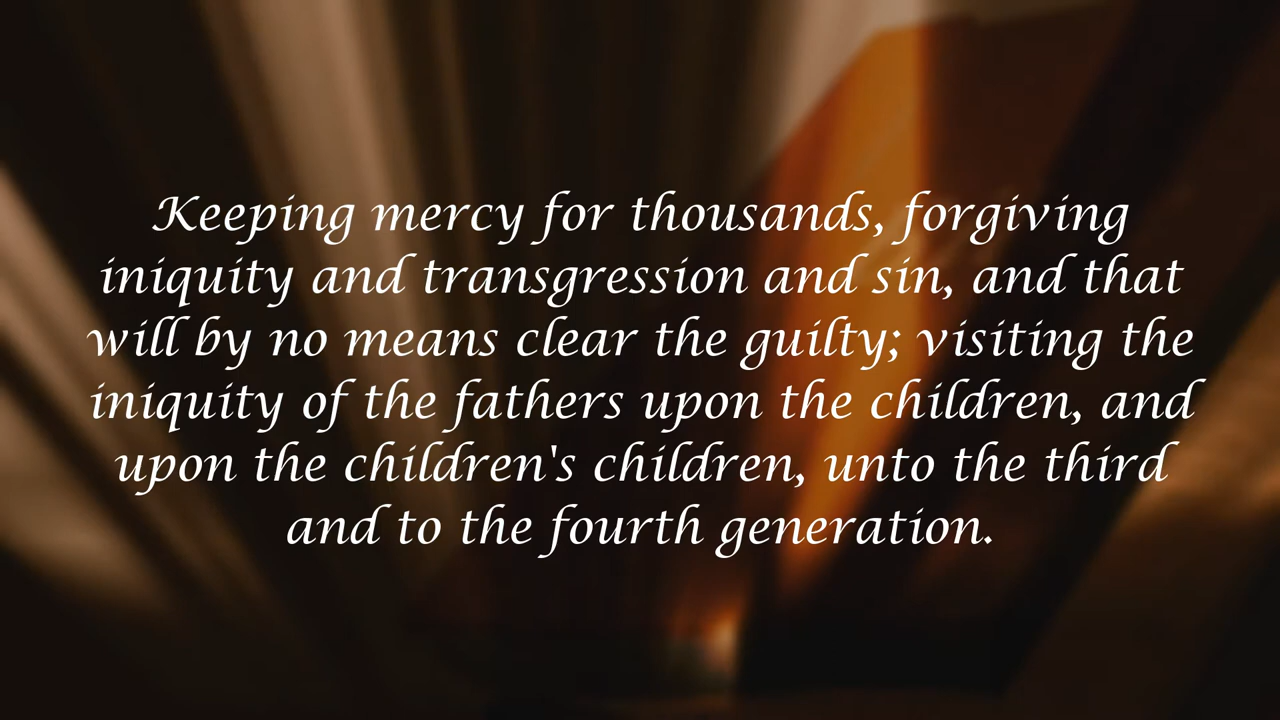 Keeping mercy for thousands, forgiving
iniquity and transgression and sin, and that
will by no means clear the guilty; visiting the
iniquity of the fathers upon the children, and
upon the children's children, unto the third
and to the fourth generation.